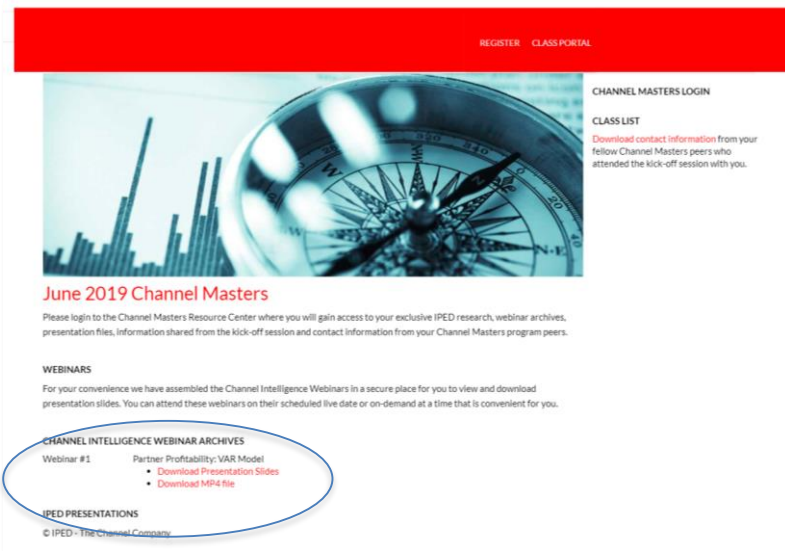 REGISTER CLASS PORTAL
CHANNEL MASTERS LOGIN
CLASS LIST
Download contact information from your
fellow Channel Masters peers who
attended the kick-off session with you.
June 2019 Channel Masters
Please login to the Channel Masters Resource Center where you will gain access to your exclusive IPED research, webinar archives,
presentation files, information shared from the kick-off session and contact information from your Channel Masters program peers.
WEBINARS
For your convenience we have assembled the Channel Intelligence Webinars in a secure place for you to view and download
presentation slides. You can attend these webinars on their scheduled live date or on-demand at a time that is convenient for you.
CHANNEL INTELLIGENCE WEBINAR ARCHIVES
Webinar #1 Partner Profitability: VAR Model
• Download Presentation Slides
• Download MP4 file
IPED PRESENTATIONS
© IPED - The Channel Company